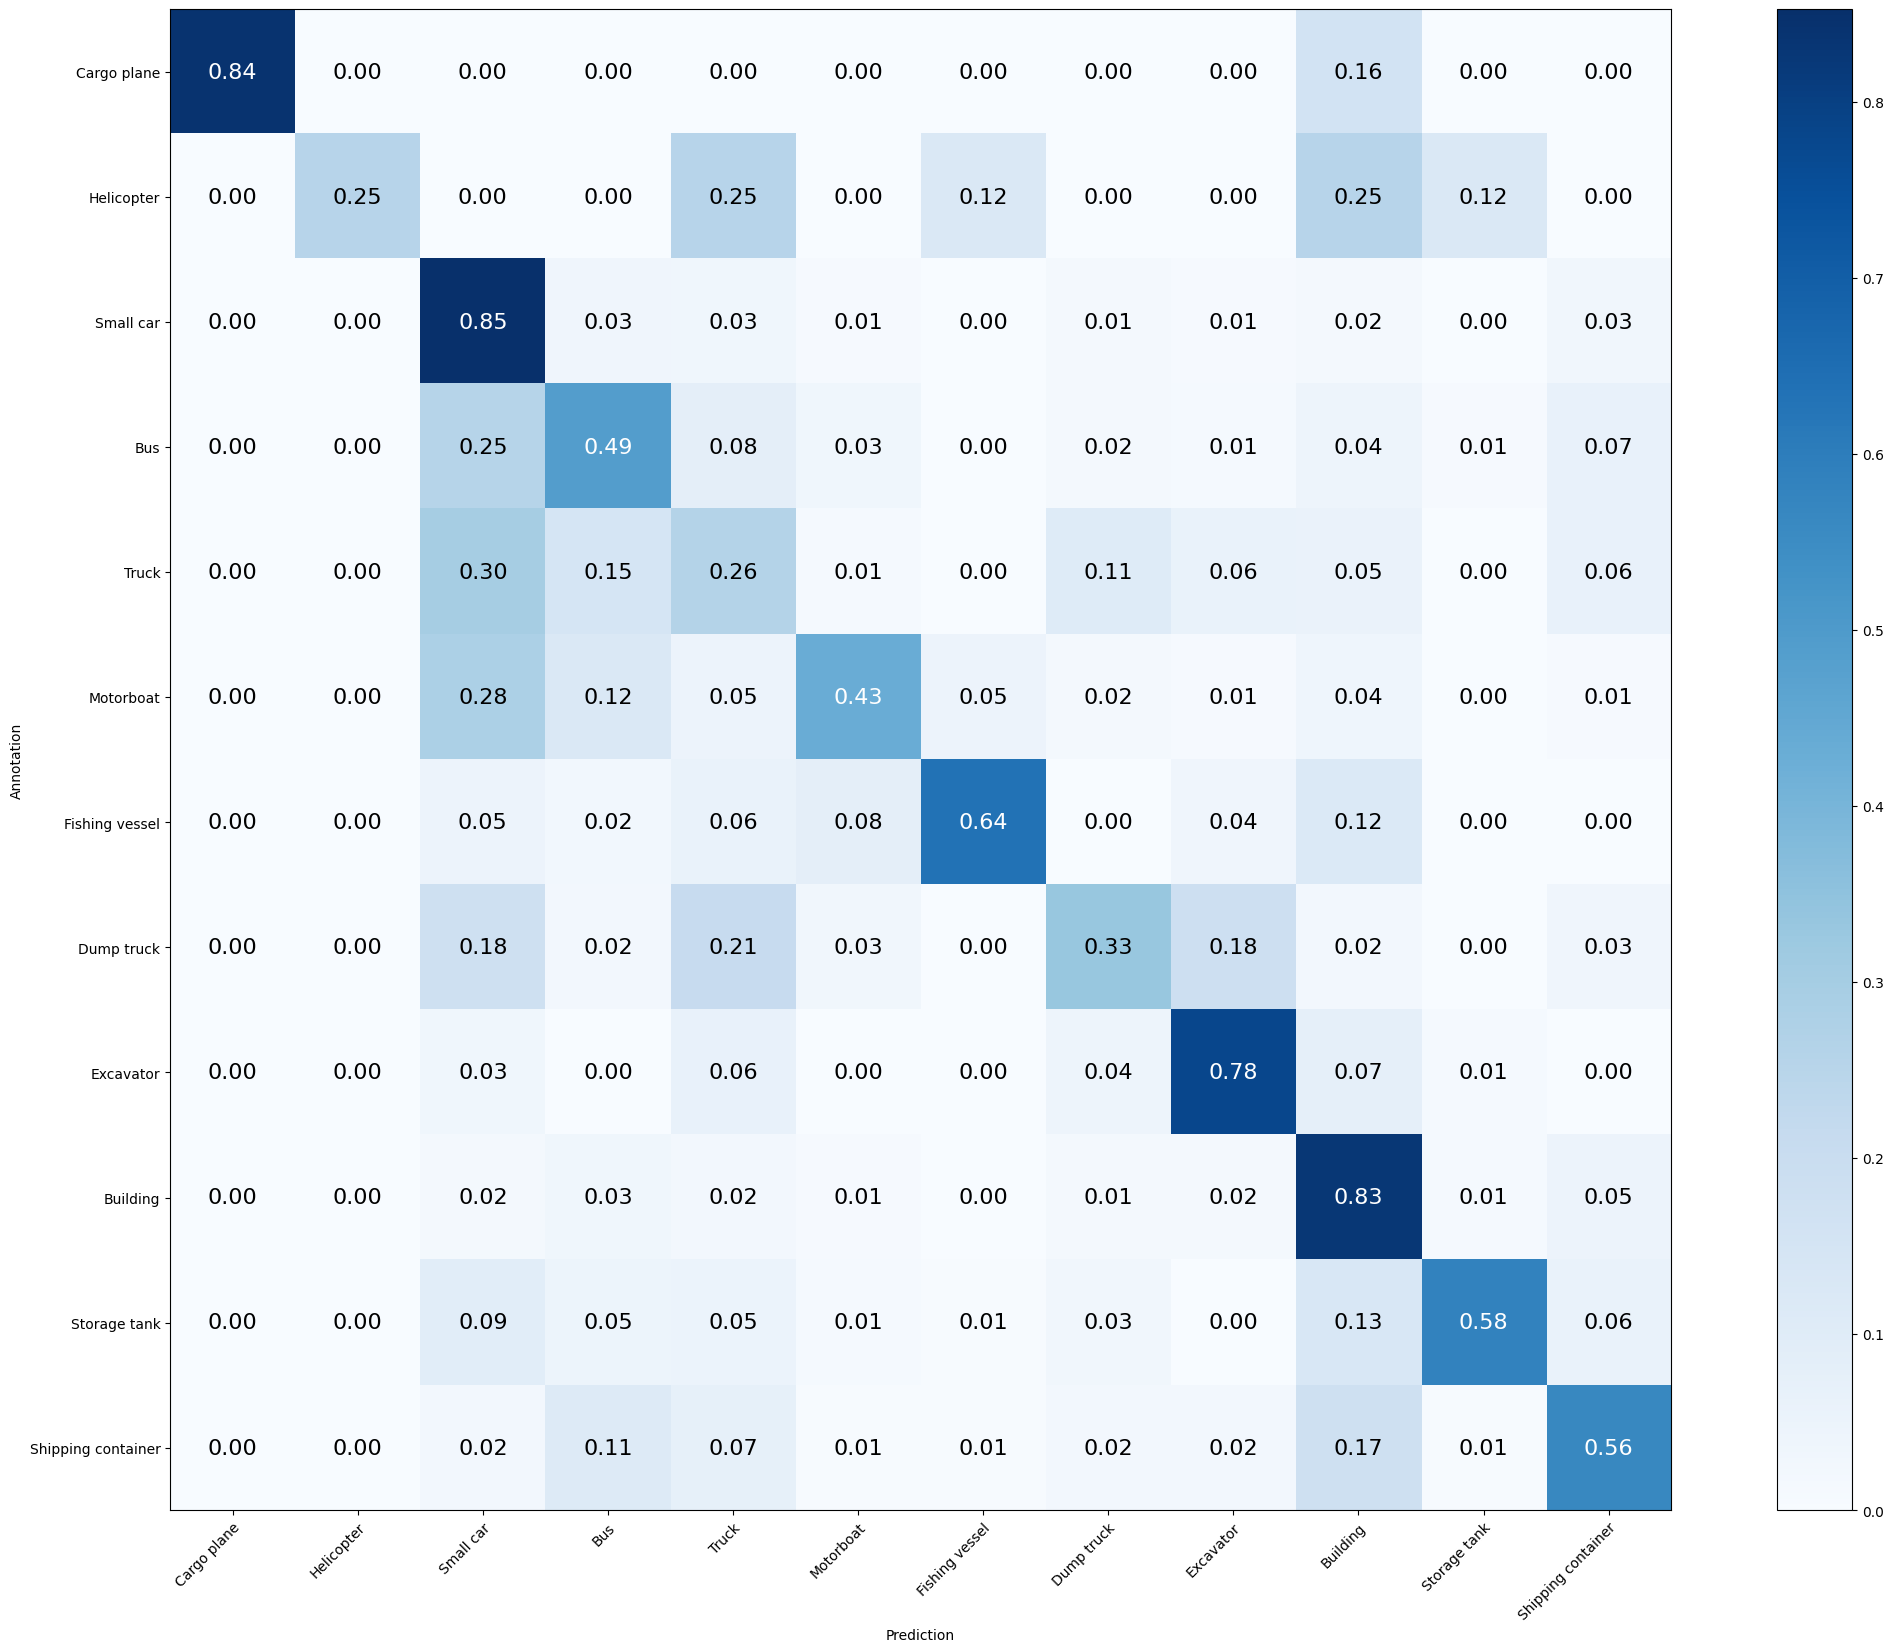 Cargo plane 0.84 0.00 0.00 0.00 0.00 0.00 0.00 0.00 0.00 0.16 0.00 0.00
Helicopter 0.00 0.25 0.00 0.00 0.25 0.00 0.12 0.00 0.00 0.25 0.12 0.00
Small car 0.00 0.00 0.85 0.03 0.03 0.01 0.00 0.01 0.01 0.02 0.00 0.03
Bus 0.00 0.00 0.25 0.49 0.08 0.03 0.00 0.02 0.01 0.04 0.01 0.07
Truck 0.00 0.00 0.30 0.15 0.26 0.01 0.00 0.11 0.06 0.05 0.00 0.06
Motorboat 0.00 0.00 0.28 0.12 0.05 0.43 0.05 0.02 0.01 0.04 0.00 0.01
Fishing vessel 0.00 0.00 0.05 0.02 0.06 0.08 0.64 0.00 0.04 0.12 0.00 0.00
Dump truck 0.00 0.00 0.18 0.02 0.21 0.03 0.00 0.33 0.18 0.02 0.00 0.03
Excavator 0.00 0.00 0.03 0.00 0.06 0.00 0.00 0.04 0.78 0.07 0.01 0.00
Building 0.00 0.00 0.02 0.03 0.02 0.01 0.00 0.01 0.02 0.83 0.01 0.05
Storage tank 0.00 0.00 0.09 0.05 0.05 0.01 0.01 0.03 0.00 0.13 0.58 0.06
Shipping container 0.00 0.00 0.02 0.11 0.07 0.01 0.01 0.02 0.02 0.17 0.01 0.56
Annotation
Cargo plane Helicopter Small car Bus Truck Motorboat Fishing vessel Dump truck Excavator Building Storage tank Shipping container
Prediction
0.8
0.7
0.6
0.5
0.4
0.3
0.2
0.1
0.0